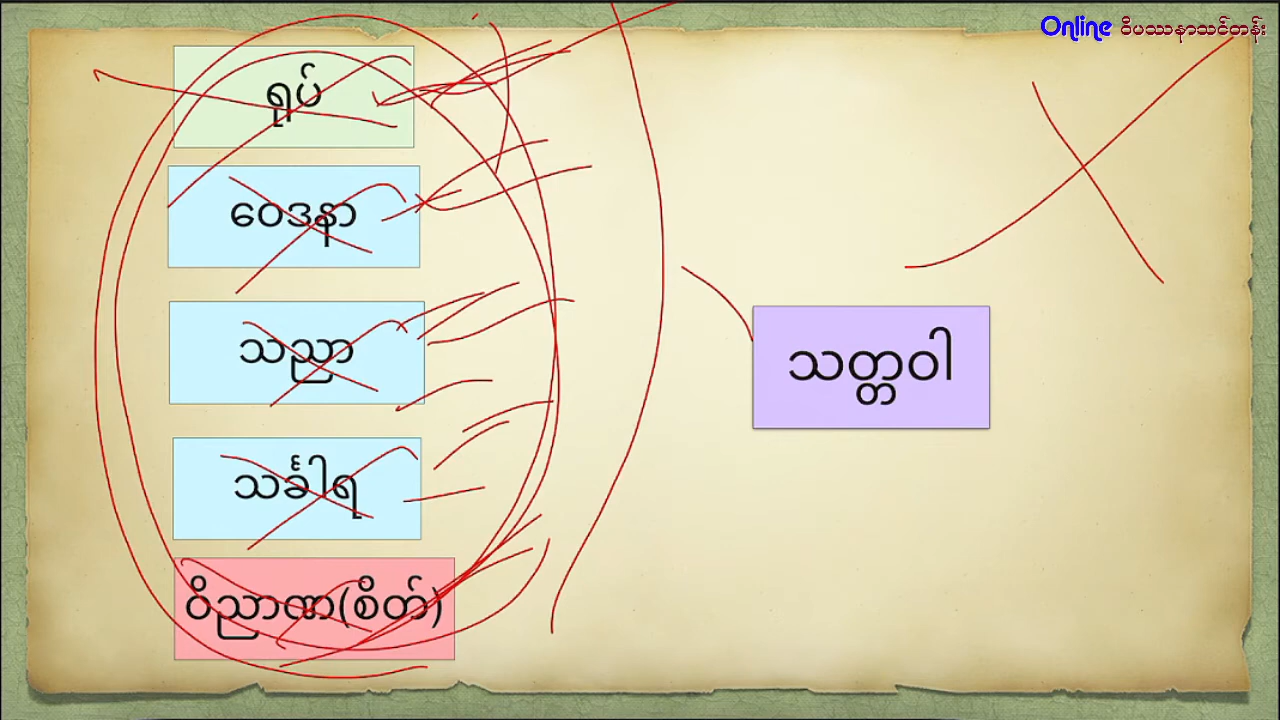 Online ဝိပဿနာသင်တန်း
ရုပ်
ဝေဒနာ
သညာ
သင်္ခါရ
ဝိညာဏ(စိတ်)
သတ္တဝါ